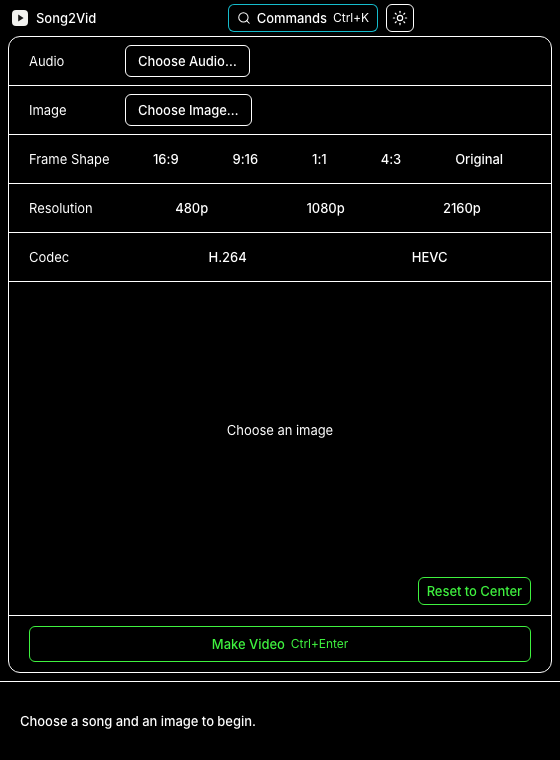 Song2Vid
Commands Ctrl+K
Audio Choose Audio...
Image Choose Image...
Frame Shape 16:9 9:16 1:1 4:3 Original
Resolution 480p 1080p 2160p
Codec H.264 HEVC
Choose an image
Reset to Center
Make Video Ctrl+Enter
Choose a song and an image to begin.